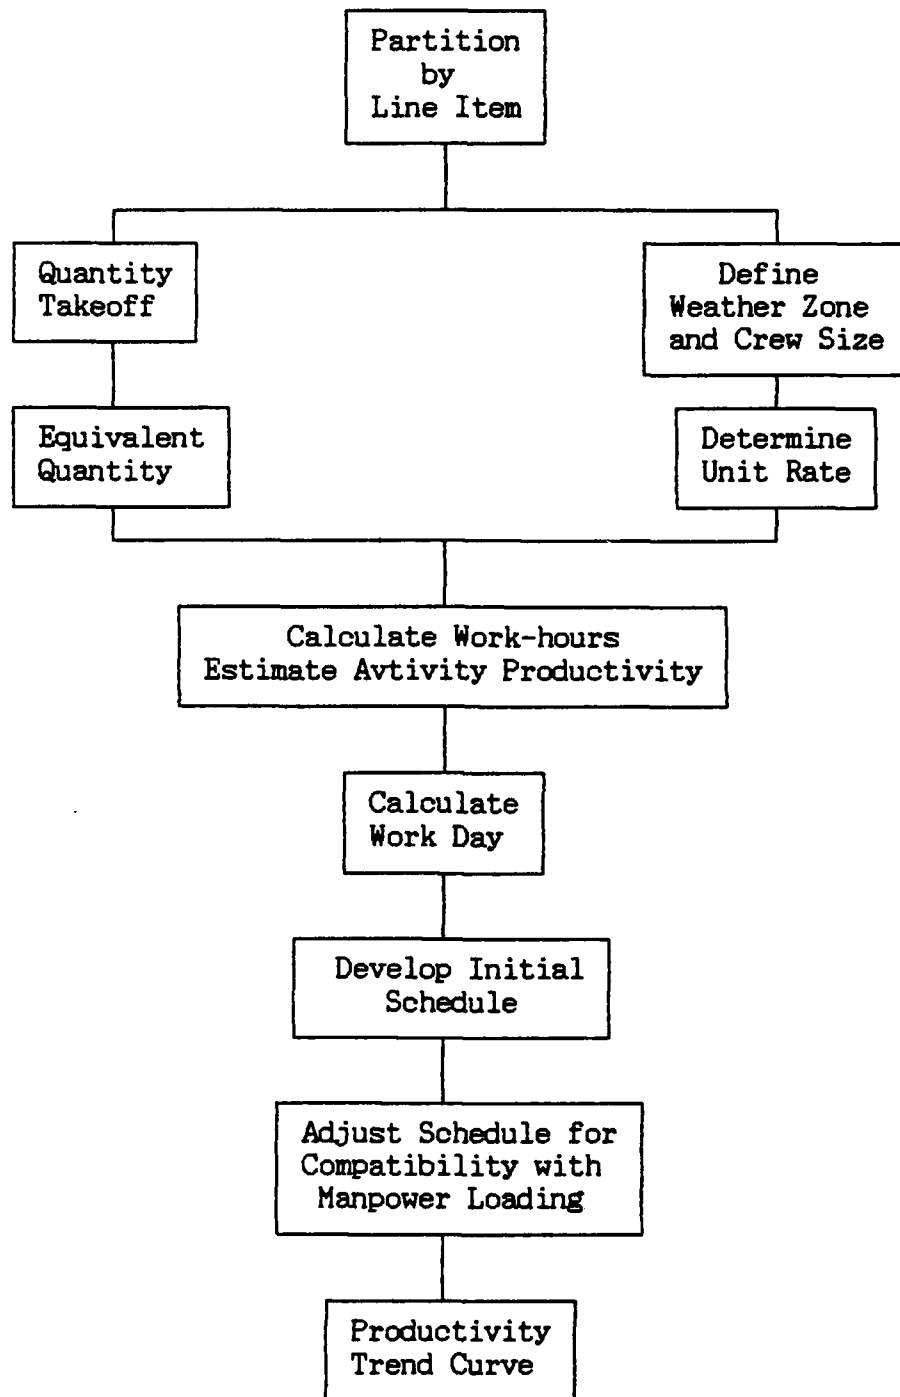 Partition
by
Line Item
Quantity
Takeoff
Define
Weather Zone
and Crew Size
Equivalent
Quantity
Determine
Unit Rate
Calculate Work-hours
Estimate Avtivity Productivity
Calculate
Work Day
Develop Initial
Schedule
Adjust Schedule for
Compatibility with
Manpower Loading
Productivity
Trend Curve